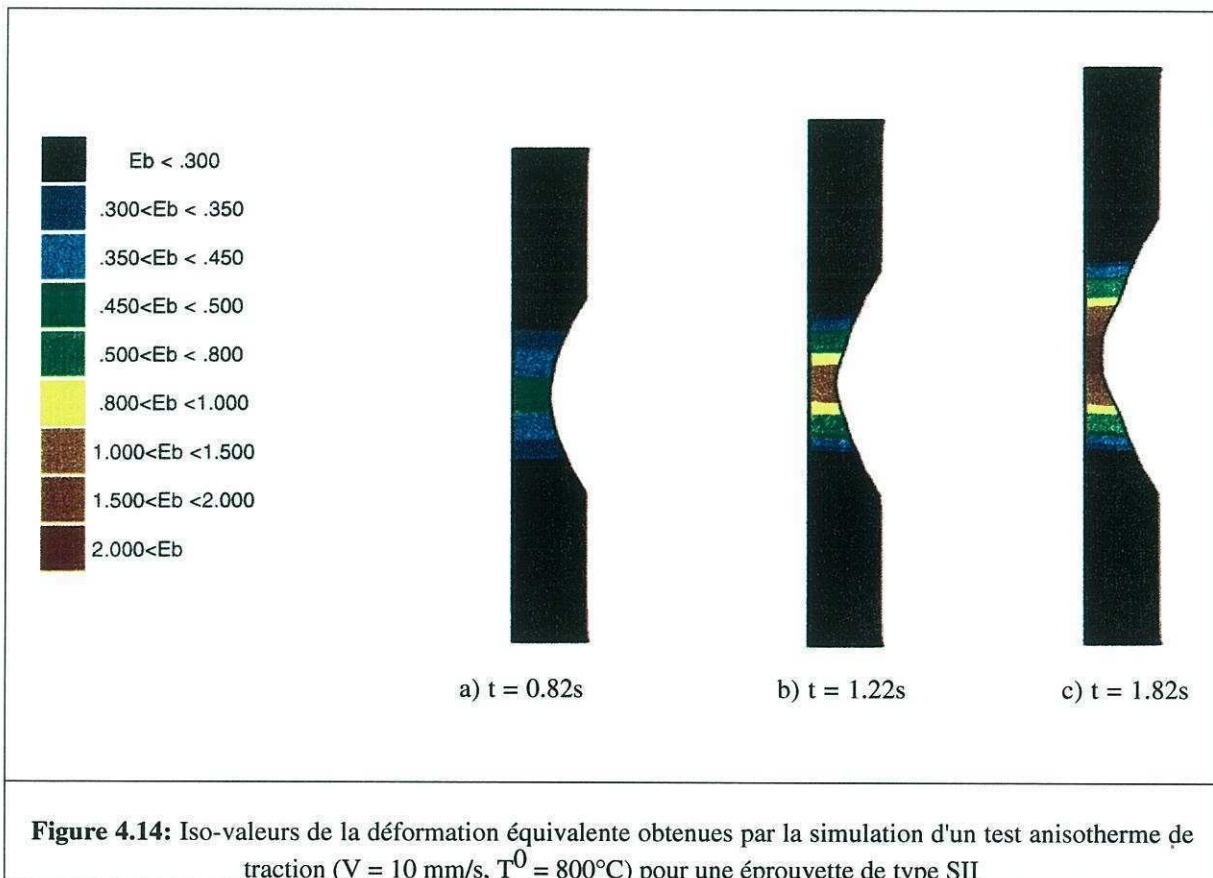 Eb < .300
.300<Eb < .350
.350<Eb < .450
.450<Eb < .500
.500<Eb < .800
.800<Eb <1.000
1.000<Eb <1.500
1.500<Eb <2.000
2.000<Eb
a) t = 0.82s
b) t = 1.22s
c) t = 1.82s
Figure 4.14: Iso-valeurs de la déformation équivalente obtenues par la simulation d'un test anisotherme de
traction (V = 10 mm/s, T⁰ = 800°C) pour une éprouvette de type SII